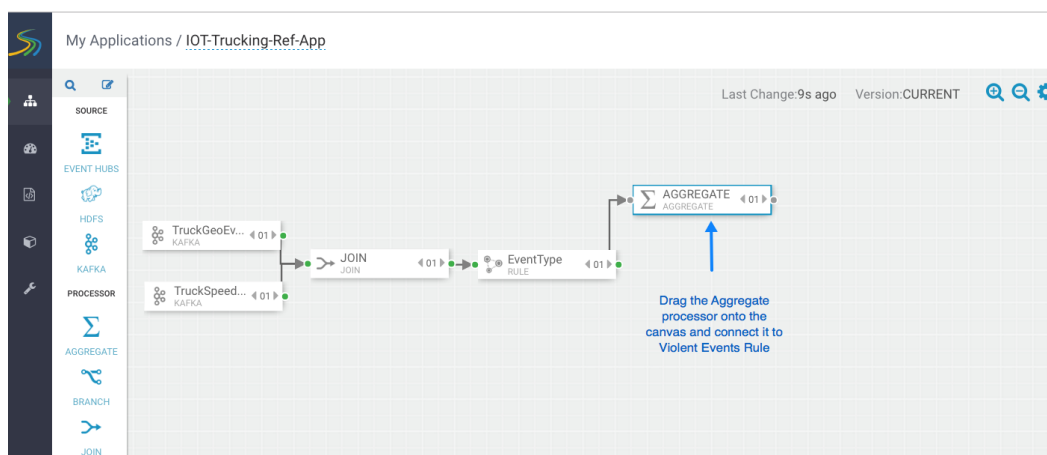 My Applications / IOT-Trucking-Ref-App
Last Change:9s ago Version:CURRENT
SOURCE
EVENT HUBS
HDFS
KAFKA
PROCESSOR
AGGREGATE
BRANCH
JOIN
TruckGeoEv... 01
KAFKA
TruckSpeed... 01
KAFKA
JOIN 01
JOIN
EventType 01
RULE
AGGREGATE 01
AGGREGATE
Drag the Aggregate
processor onto the
canvas and connect it to
Violent Events Rule